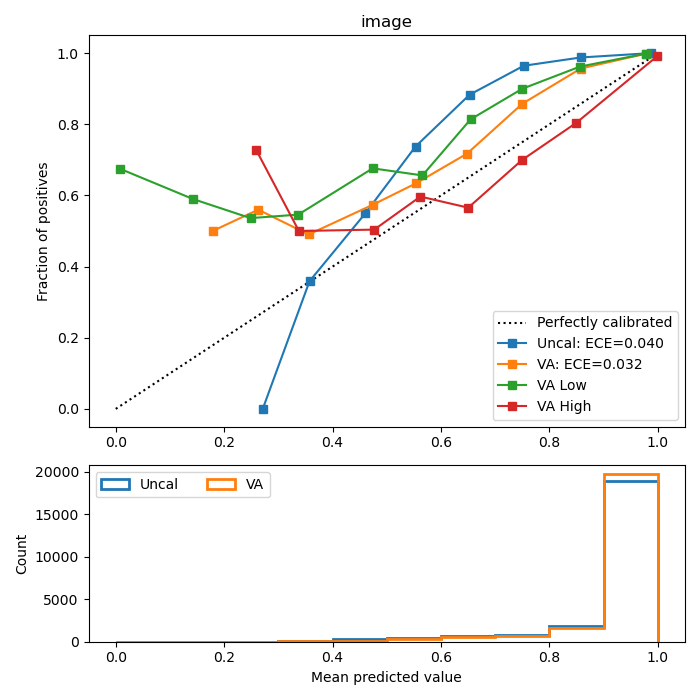 image
Fraction of positives
1.0
0.8
0.6
0.4
0.2
0.0
Perfectly calibrated
Uncal: ECE=0.040
VA: ECE=0.032
VA Low
VA High
0.0 0.2 0.4 0.6 0.8 1.0
Count
20000
15000
10000
5000
0
Uncal VA
0.0 0.2 0.4 0.6 0.8 1.0
Mean predicted value